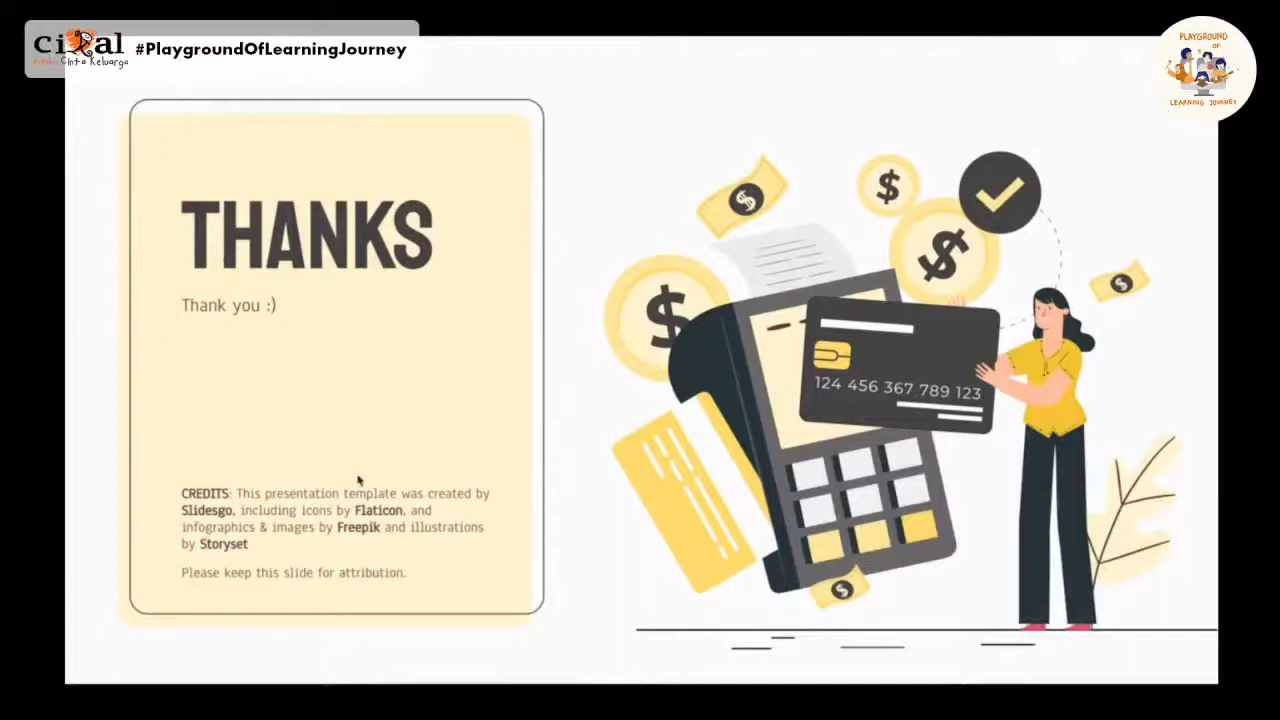 ciKal
Cinta Keluarga
#PlaygroundOfLearningJourney
PLAYGROUND
OF
LEARNING JOURNEY
THANKS
Thank you :)
CREDITS: This presentation template was created by
Slidesgo, including icons by Flaticon, and
infographics & images by Freepik and illustrations
by Storyset
Please keep this slide for attribution.
$
$
$
$
$
$
$
124 456 367 789 123